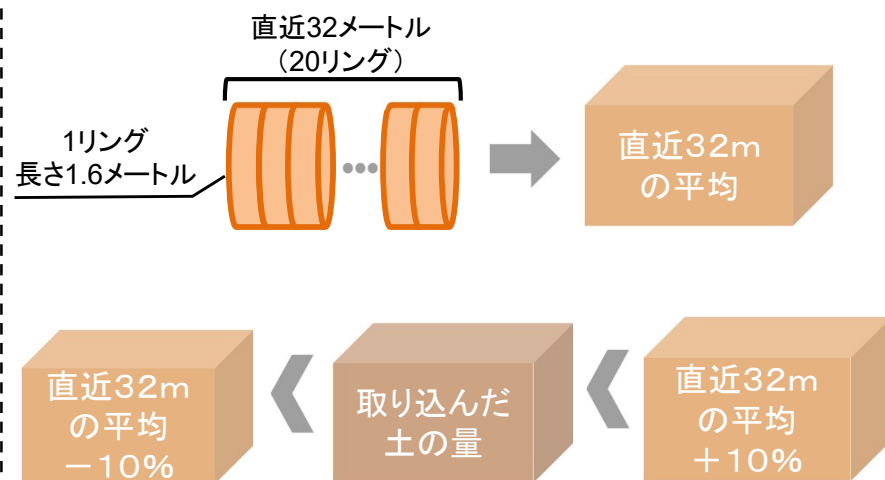 直近32メートル
（20リング）
1リング
長さ1.6メートル
直近32m
の平均
直近32m
の平均
－10%
取り込んだ
土の量
直近32m
の平均
＋10%